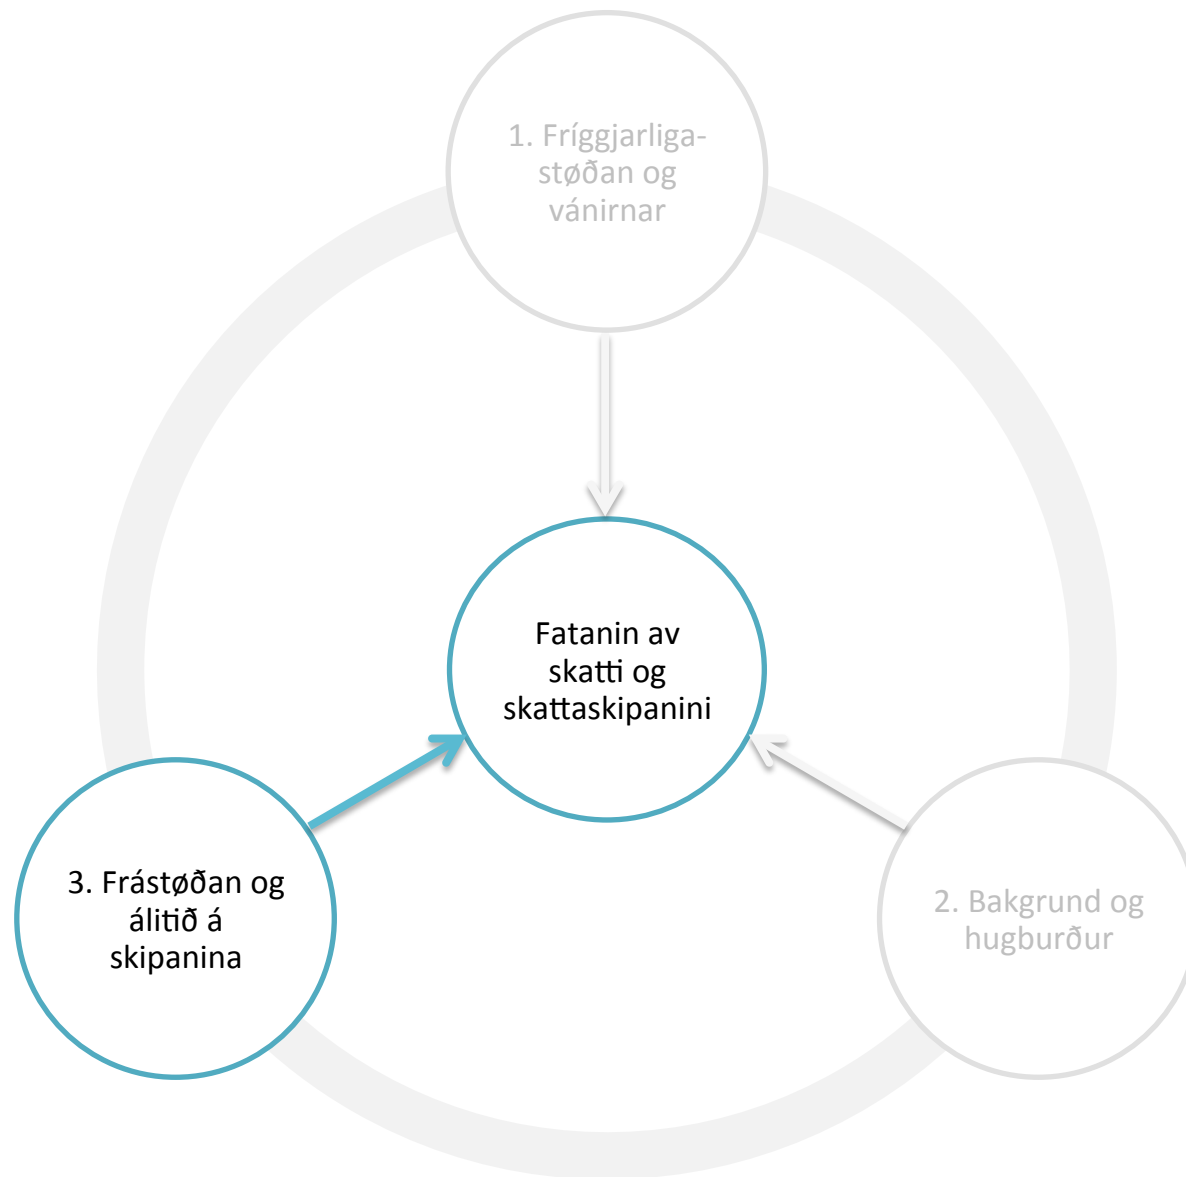 1. Fríggjarliga-
støðan og
vánirnar
Fatanin av
skatti og
skattaskipanini
3. Frástøðan og
álitið á
skipanina
2. Bakgrund og
hugburður